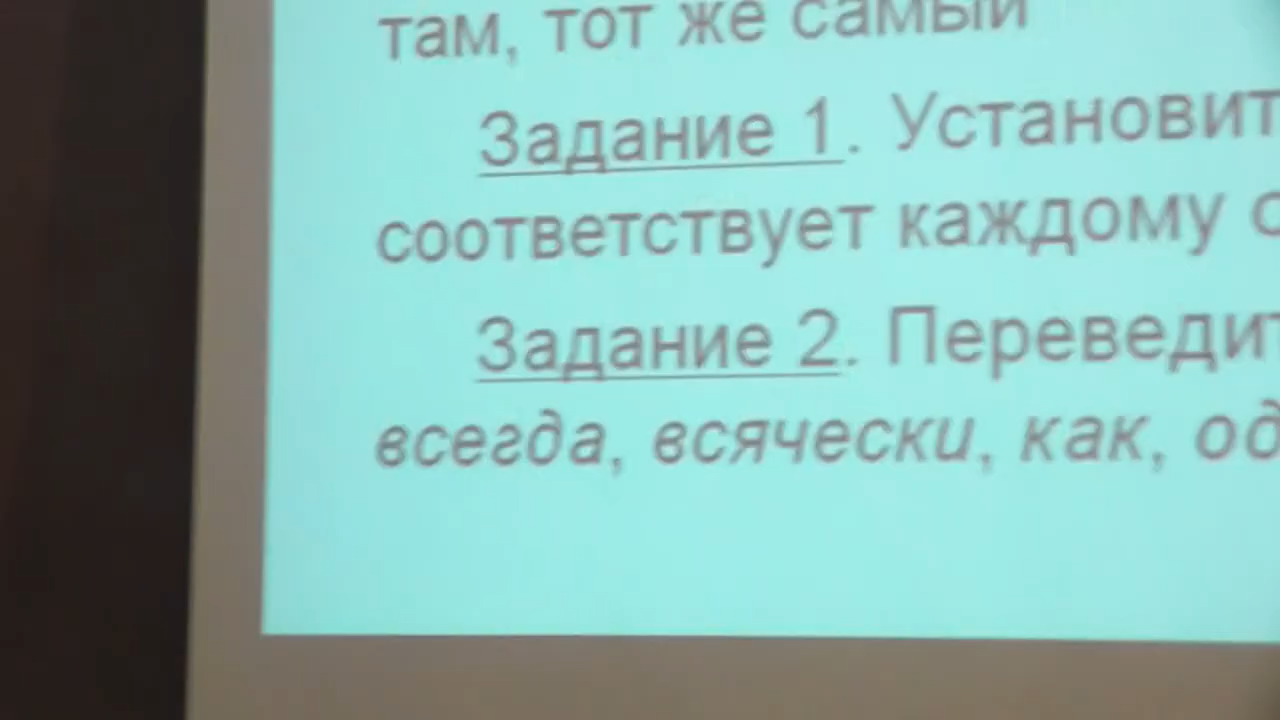 там, тот же самый
Задание 1. Установит
соответствует каждому
Задание 2. Переведит
всегда, всячески, как, од